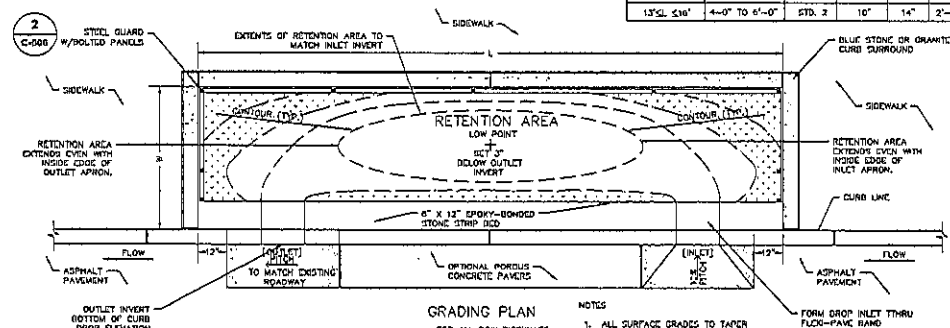 13'≤L ≤16' 4'-0" TO 6'-0" STD. 2 10" 14"
2
C-506
STEEL GUARD
W/BOLTED PANELS
SIDEWALK
EXTENTS OF RETENTION AREA TO
MATCH INLET INVERT
BLUE STONE OR GRANITE
CURB SURROUND
L
SIDEWALK
SIDEWALK
CONTOUR (TYP.)
CONTOUR (TYP.)
RETENTION AREA
LOW POINT
SET 3"
BELOW OUTLET
INVERT
W
RETENTION AREA
EXTENDS EVEN WITH
INSIDE EDGE OF
OUTLET APRON.
RETENTION AREA
EXTENDS EVEN WITH
INSIDE EDGE OF
INLET APRON.
6" X 12" EPOXY-BONDED
STONE STRIP BED
CURB LINE
FLOW
12"
[OUTLET]
PITCH
TO MATCH EXISTING
ROADWAY
OPTIONAL POROUS
CONCRETE PAVERS
[INLET]
PITCH
12"
FLOW
ASPHALT
PAVEMENT
ASPHALT
PAVEMENT
OUTLET INVERT
BOTTOM OF CURB
DROP ELEVATION
GRADING PLAN
NOTES
1. ALL SURFACE GRADES TO TAPER
FORM DROP INLET TTHRU
FLEXI-PAVE BAND